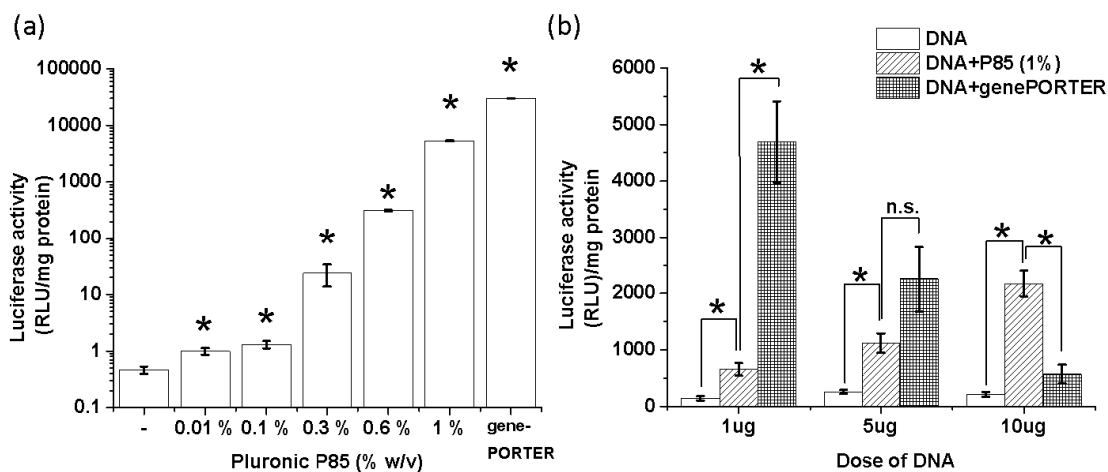 (a)
Luciferase activity
(RLU/mg protein)
100000
10000
1000
100
10
1
0.1
*
*
*
*
*
*
-
0.01 %
0.1 %
0.3 %
0.6 %
1 %
gene-
PORTER
Pluronic P85 (% w/v)
(b)
DNA
DNA+P85 (1%)
DNA+genePORTER
Luciferase activity
(RLU)/mg protein
6000
5000
4000
3000
2000
1000
0
*
*
n.s.
*
*
*
1ug
5ug
10ug
Dose of DNA